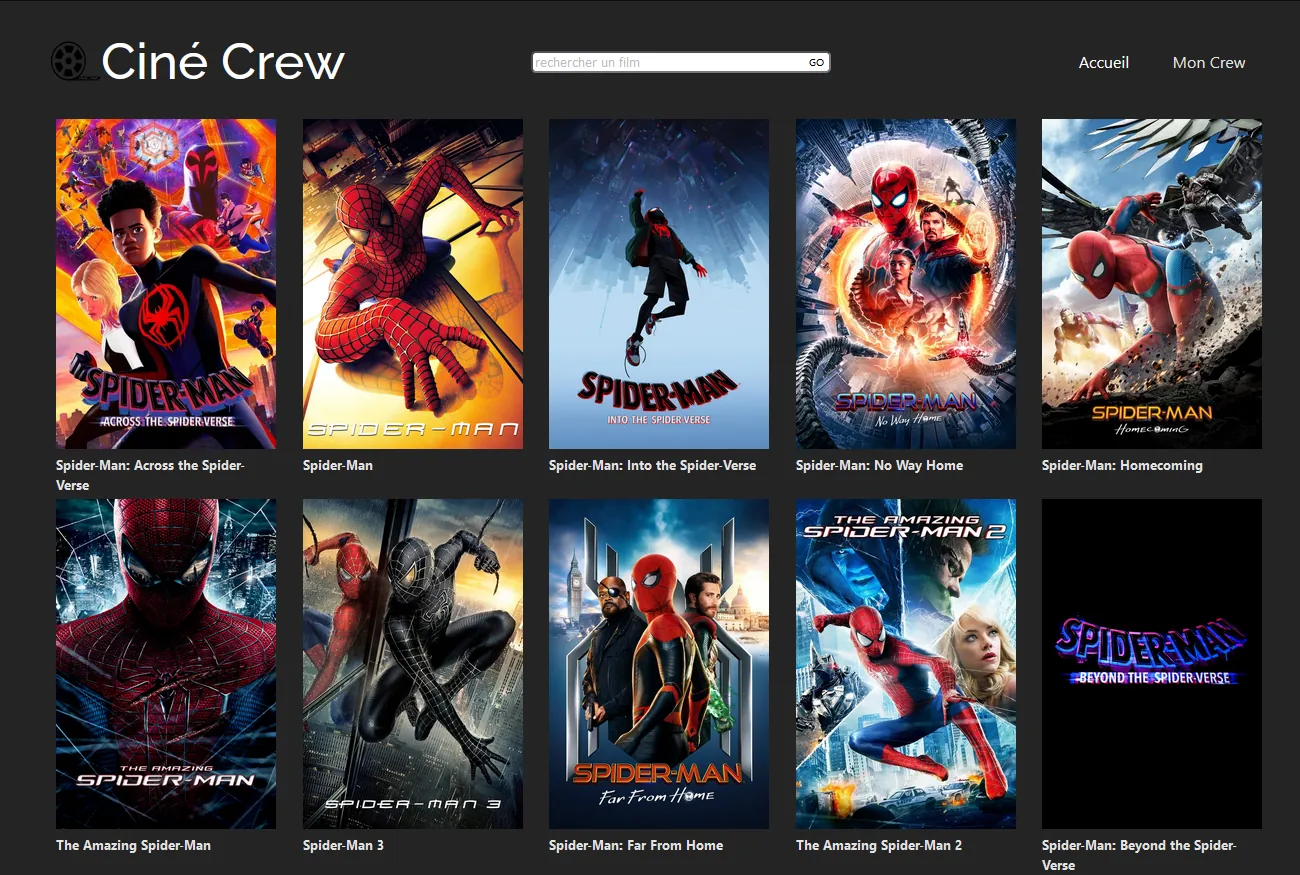 Ciné Crew
rechercher un film
GO
Accueil
Mon Crew
SPIDER-MAN
ACROSS THE SPIDER-VERSE
SPIDER-MAN
SPIDER-MAN
INTO THE SPIDER-VERSE
SPIDER-MAN
No Way Home
SPIDER-MAN
Homecoming
Spider-Man: Across the Spider-
Verse
Spider-Man
Spider-Man: Into the Spider-Verse
Spider-Man: No Way Home
Spider-Man: Homecoming
THE AMAZING
SPIDER-MAN
SPIDER-MAN 3
SPIDER-MAN
Far From Home
THE AMAZING
SPIDER-MAN 2
SPIDER-MAN
BEYOND THE SPIDER-VERSE
The Amazing Spider-Man
Spider-Man 3
Spider-Man: Far From Home
The Amazing Spider-Man 2
Spider-Man: Beyond the Spider-
Verse